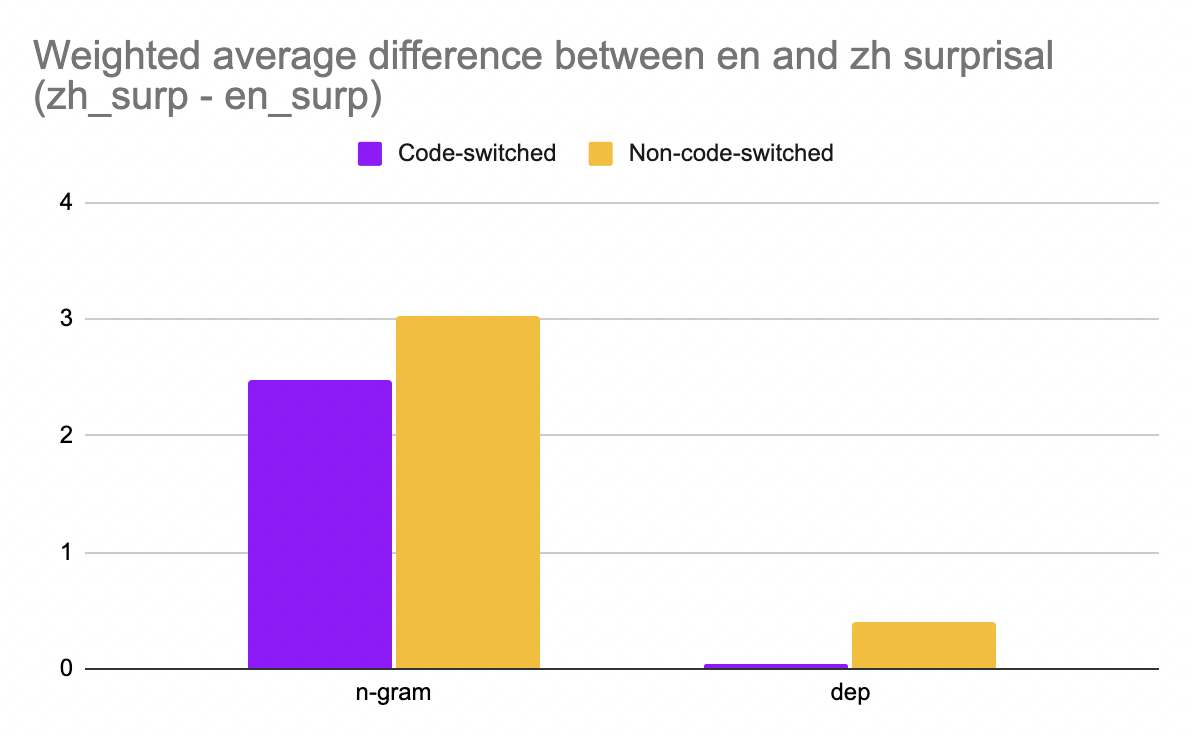 Weighted average difference between en and zh surprisal
(zh_surp - en_surp)
Code-switched Non-code-switched
4
3
2
1
0
n-gram dep